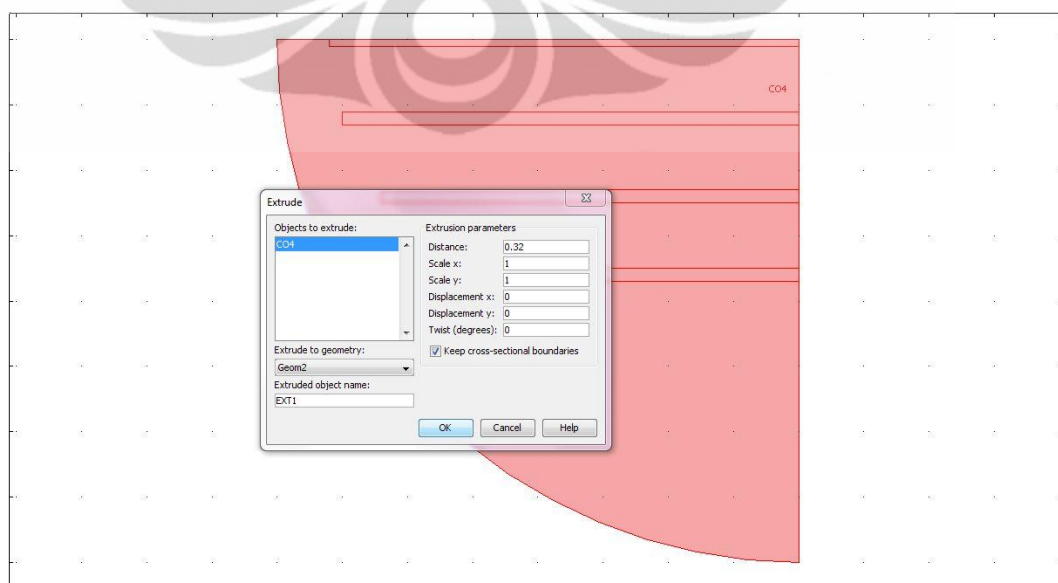 CO4
Extrude
Objects to extrude:
CO4
Extrude to geometry:
Geom2
Extruded object name:
EXT1
Extrusion parameters
Distance: 0.32
Scale x: 1
Scale y: 1
Displacement x: 0
Displacement y: 0
Twist (degrees): 0
Keep cross-sectional boundaries
OK Cancel Help